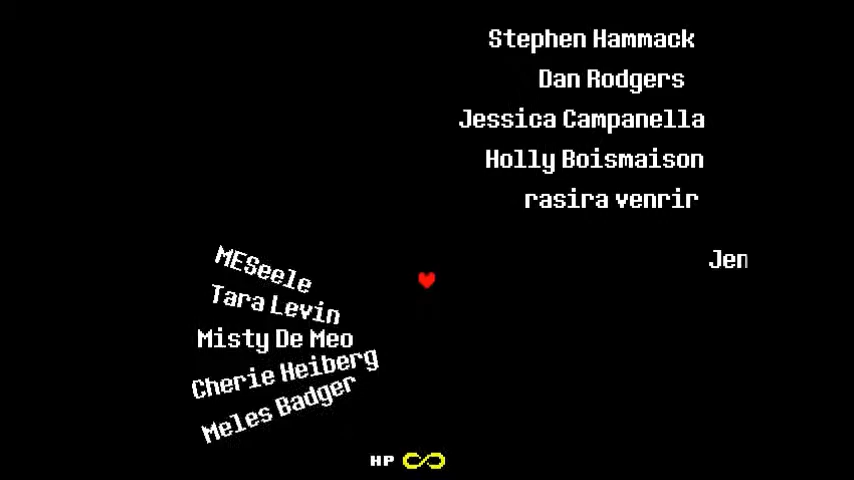 Stephen Hammack
Dan Rodgers
Jessica Campanella
Holly Boismaison
rasira venrir
Jen
MESeele
Tara Levin
Misty De Meo
Cherie Heiberg
Meles Badger
HP ∞